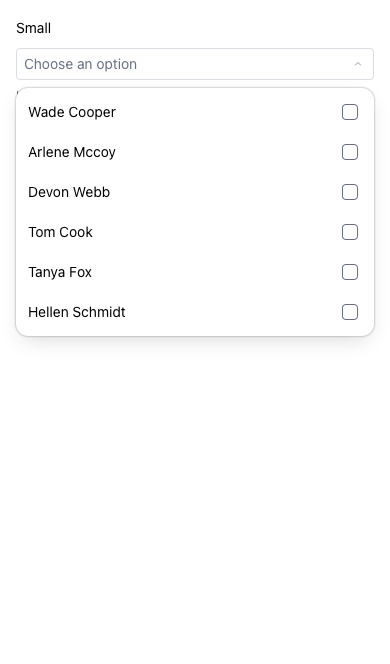 Small
Choose an option
Wade Cooper
Arlene Mccoy
Devon Webb
Tom Cook
Tanya Fox
Hellen Schmidt